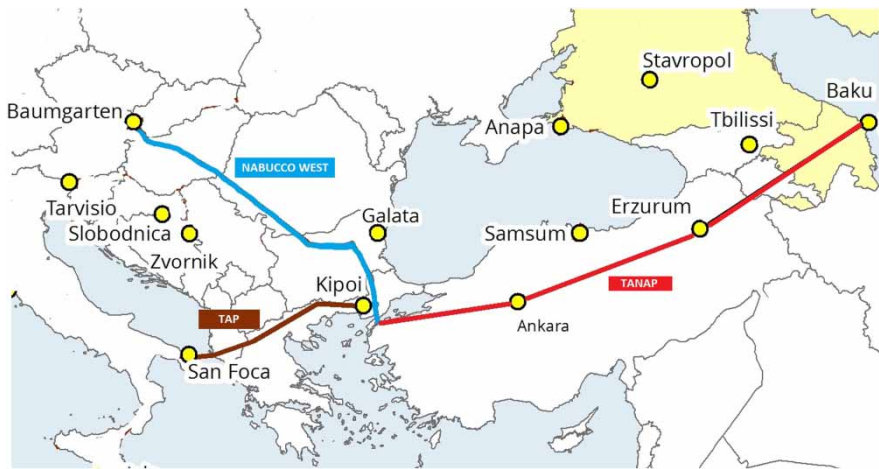 Stavropol
Baku
Baumgarten
Anapa
Tbilissi
NABUCCO WEST
Tarvisio
Galata
Erzurum
Slobodnica
Samsum
Zvornik
Kipoi
TANAP
TAP
Ankara
San Foca